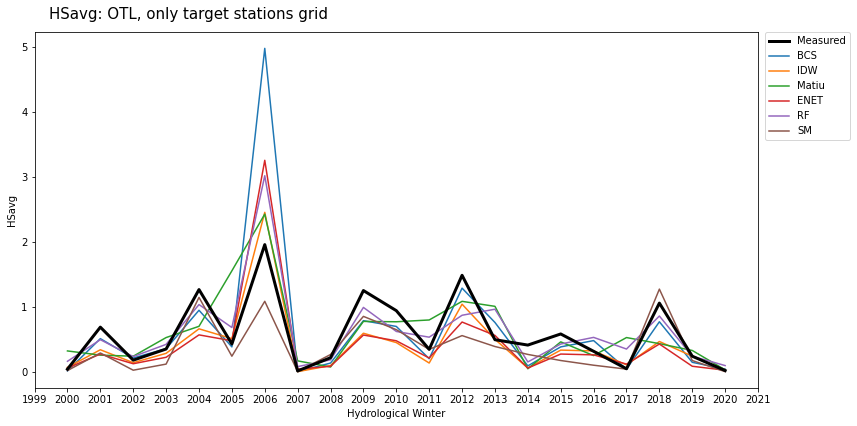 HSavg: OTL, only target stations grid
Measured
BCS
IDW
Matiu
ENET
RF
SM
HSavg
5
4
3
2
1
0
1999 2000 2001 2002 2003 2004 2005 2006 2007 2008 2009 2010 2011 2012 2013 2014 2015 2016 2017 2018 2019 2020 2021
Hydrological Winter